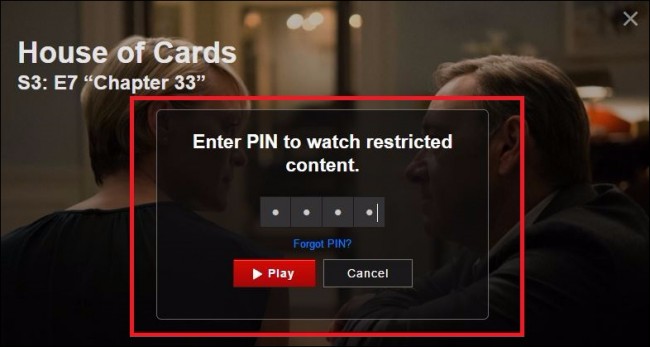 House of Cards
S3: E7 “Chapter 33”
Enter PIN to watch restricted
content.
Forgot PIN?
Play
Cancel